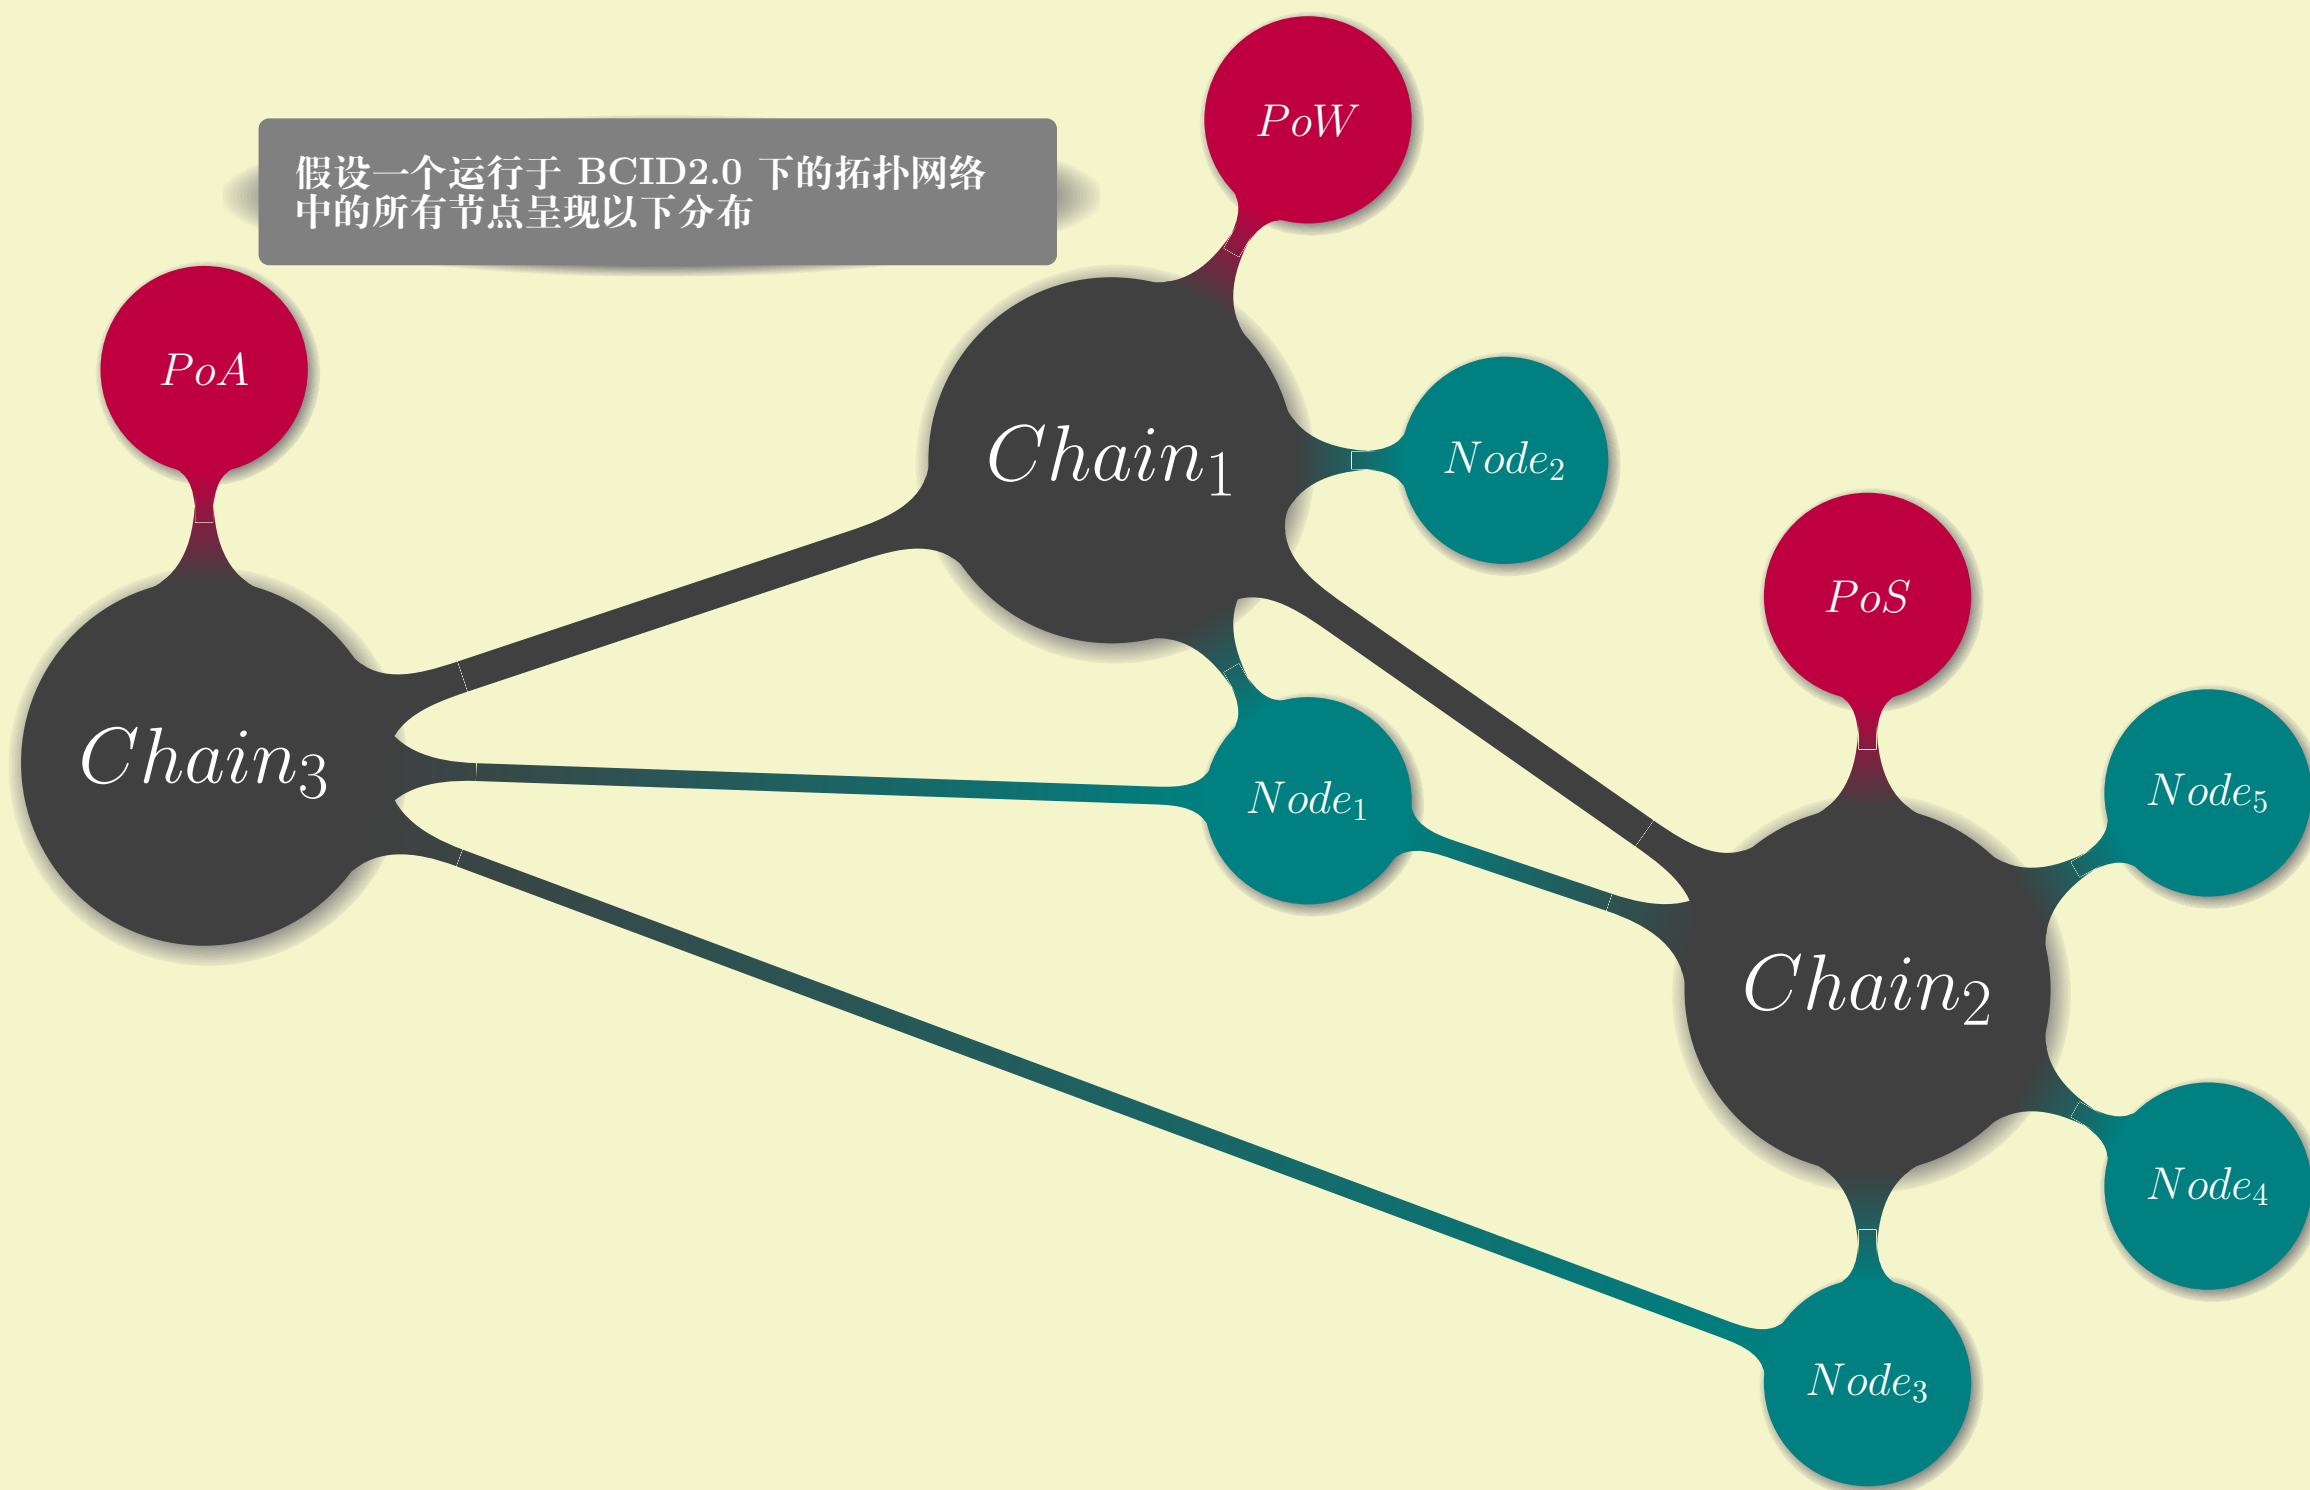 PoW
假设一个运行于 BCID2.0 下的拓扑网络
中的所有节点呈现以下分布
PoA
Chain₁
Node₂
PoS
Chain₃
Node₁
Node₅
Chain₂
Node₄
Node₃